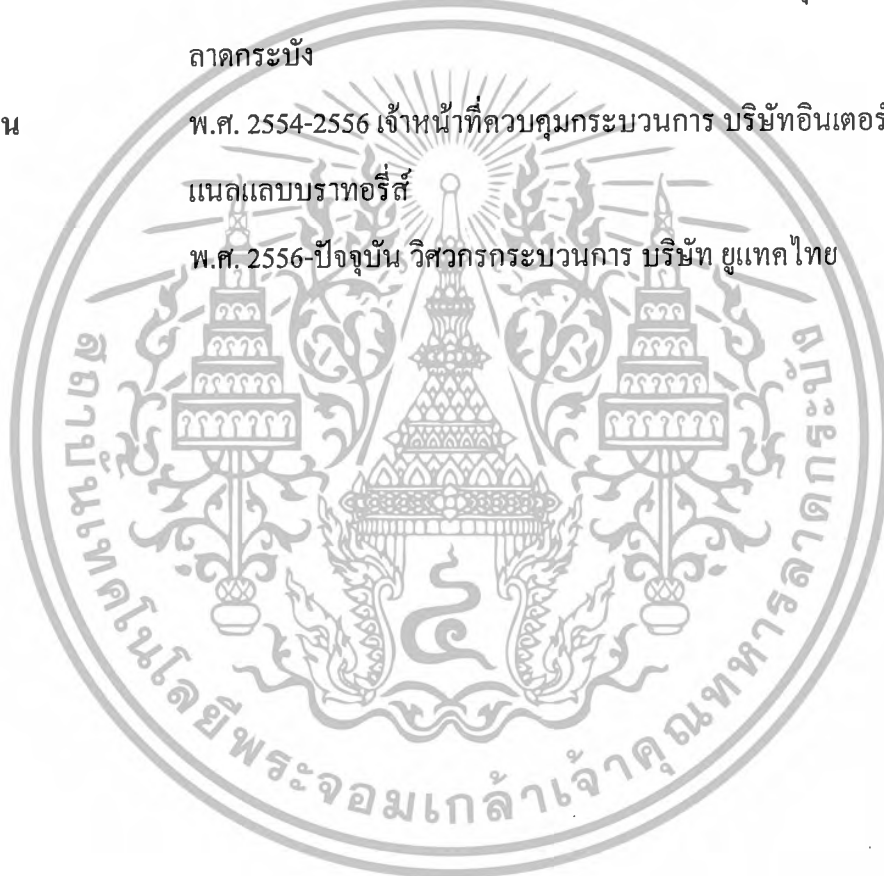 ลาดกระบัง
น พ.ศ. 2554-2556 เจ้าหน้าที่ควบคุมกระบวนการ บริษัทอินเตอร์
แนลแลบบราทอรี่ส์
พ.ศ. 2556-ปัจจุบัน วิศวกรกระบวนการ บริษัท ยูแทคไทย
สถาบันเทคโนโลยีพระจอมเกล้าเจ้าคุณทหารลาดกระบัง
๔